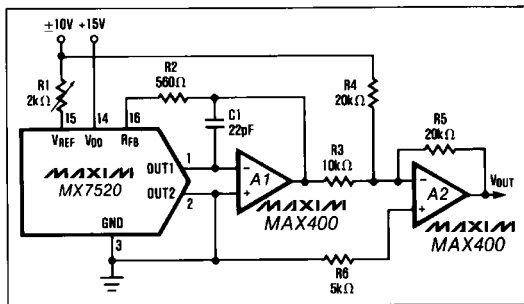 ±10V +15V
R1
2kΩ
R2
560Ω
R4
20kΩ
15 14 16
VREF VDD RFB
C1
22pF
R5
20kΩ
MAXIM
MX7520
OUT1 1
OUT2 2
A1
R3
10kΩ
A2
VOUT
MAXIM
MAX400
MAXIM
MAX400
GND
3
R6
5kΩ